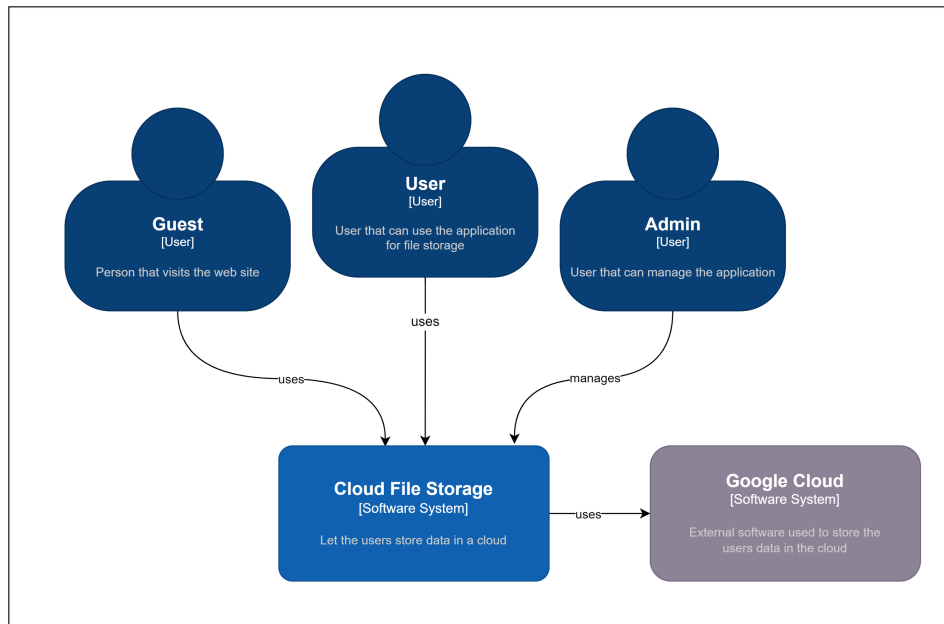 User
[User]
User that can use the application
for file storage
Guest
[User]
Person that visits the web site
Admin
[User]
User that can manage the application
uses
uses
manages
Cloud File Storage
[Software System]
Let the users store data in a cloud
uses
Google Cloud
[Software System]
External software used to store the
users data in the cloud